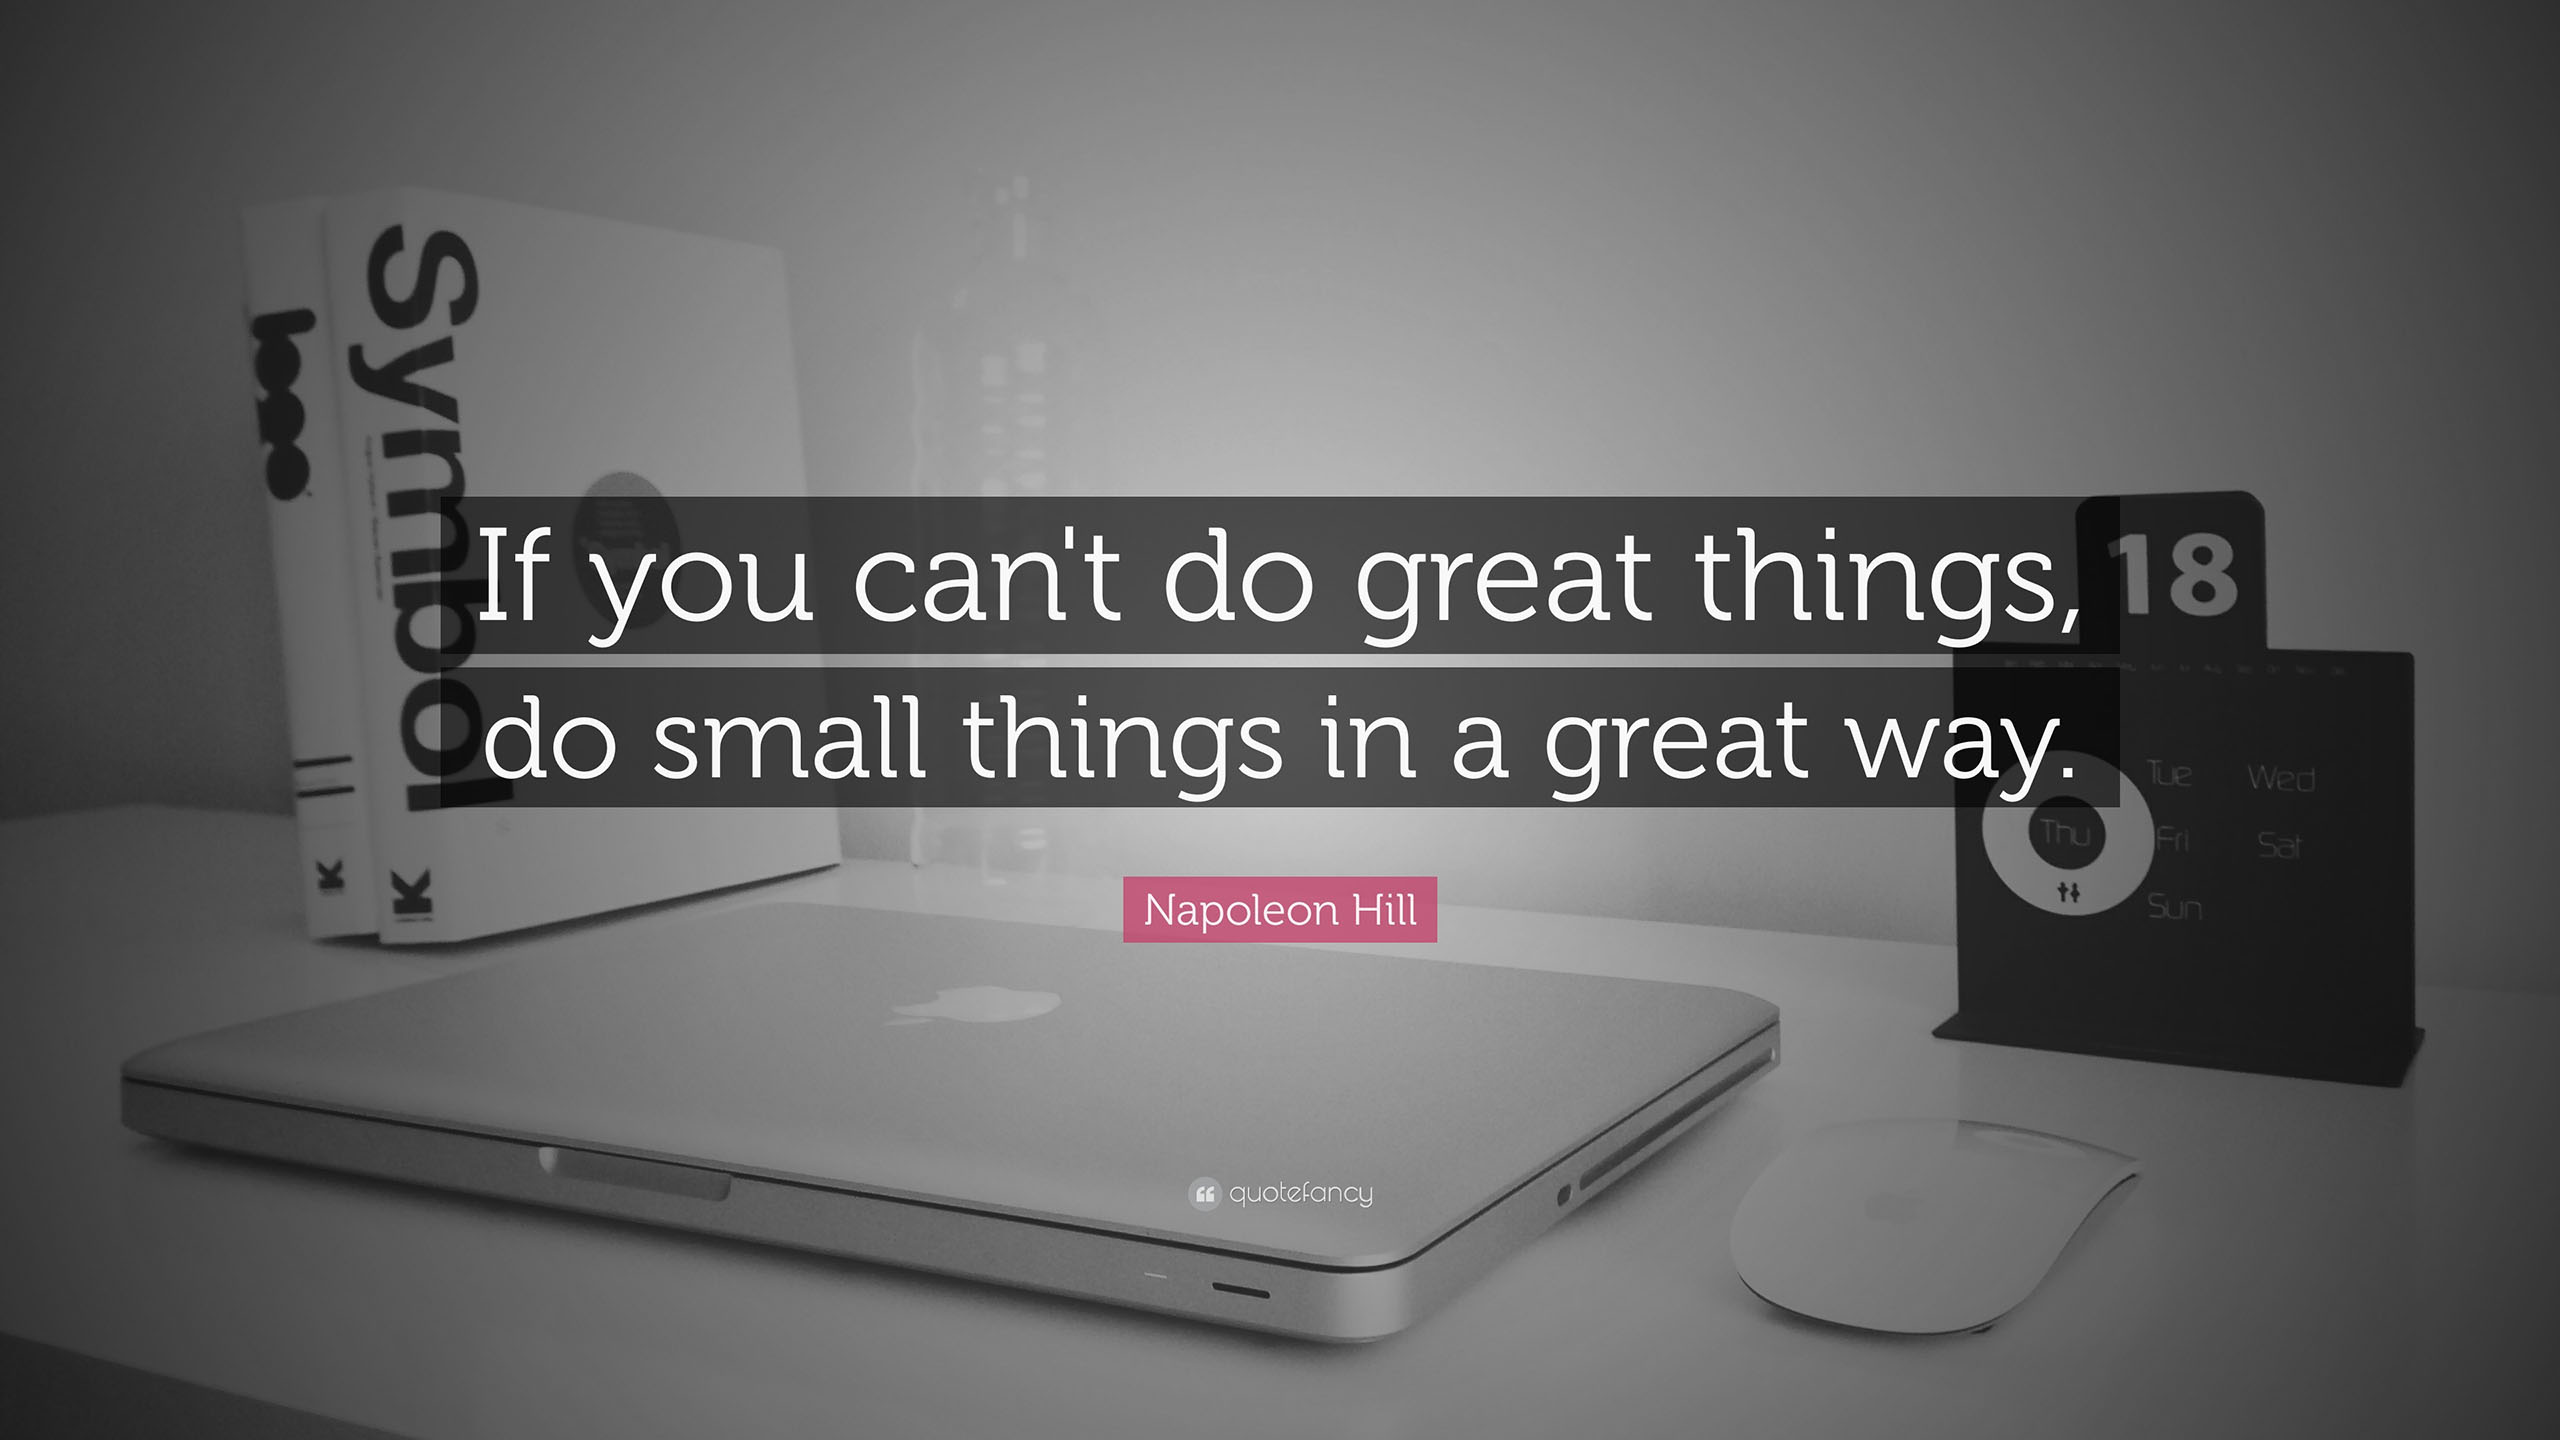 If you can't do great things,
do small things in a great way.
Napoleon Hill
quotefancy
Symbol
logo
K
K
18
Tue Wed
Thu Fri Sat
Sun